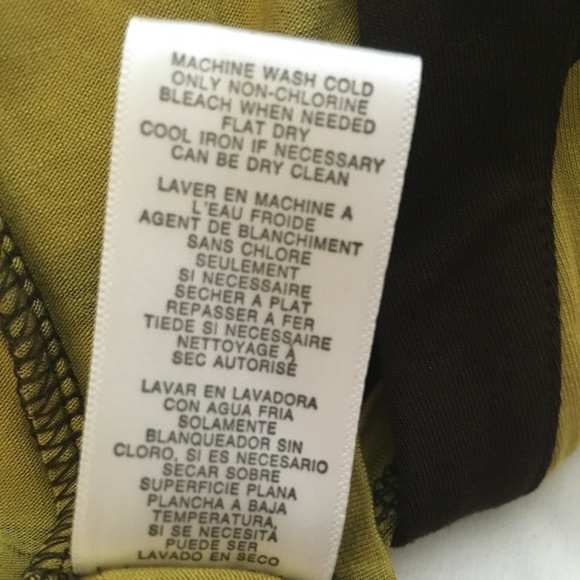 MACHINE WASH COLD
ONLY NON-CHLORINE
BLEACH WHEN NEEDED
FLAT DRY
COOL IRON IF NECESSARY
CAN BE DRY CLEAN
LAVER EN MACHINE A
L'EAU FROIDE
AGENT DE BLANCHIMENT
SANS CHLORE
SEULEMENT
SI NECESSAIRE
SECHER A PLAT
REPASSER A FER
TIEDE SI NECESSAIRE
NETTOYAGE À
SEC AUTORISÉ
LAVAR EN LAVADORA
CON AGUA FRIA
SOLAMENTE
BLANQUEADOR SIN
CLORO, SI ES NECESARIO
SECAR SOBRE
SUPERFICIE PLANA
PLANCHA A BAJA
TEMPERATURA,
SI SE NECESITÁ
PUEDE SER
LAVADO EN SECO